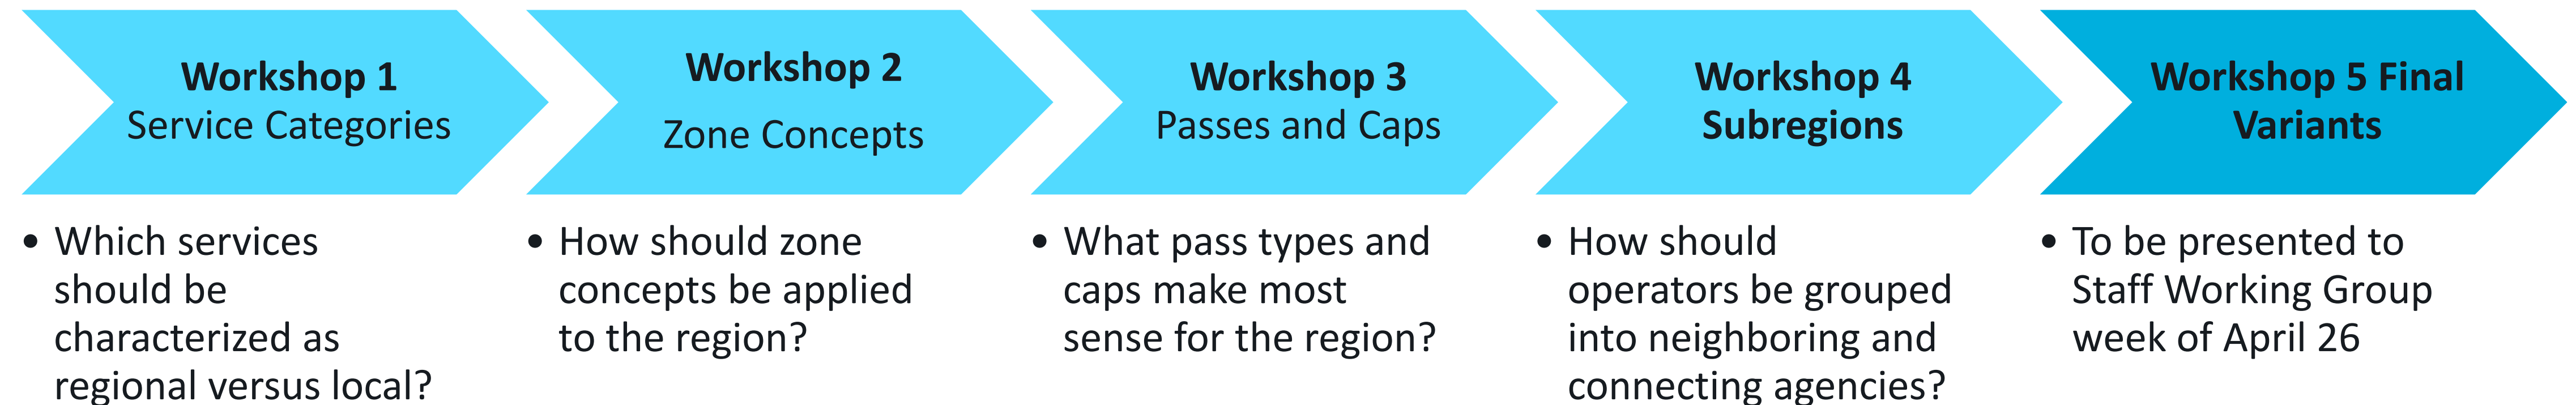 Workshop 1
Service Categories
• Which services
should be
characterized as
regional versus local?
Workshop 2
Zone Concepts
• How should zone
concepts be applied
to the region?
Workshop 3
Passes and Caps
• What pass types and
caps make most
sense for the region?
Workshop 4
Subregions
• How should
operators be grouped
into neighboring and
connecting agencies?
Workshop 5 Final
Variants
• To be presented to
Staff Working Group
week of April 26